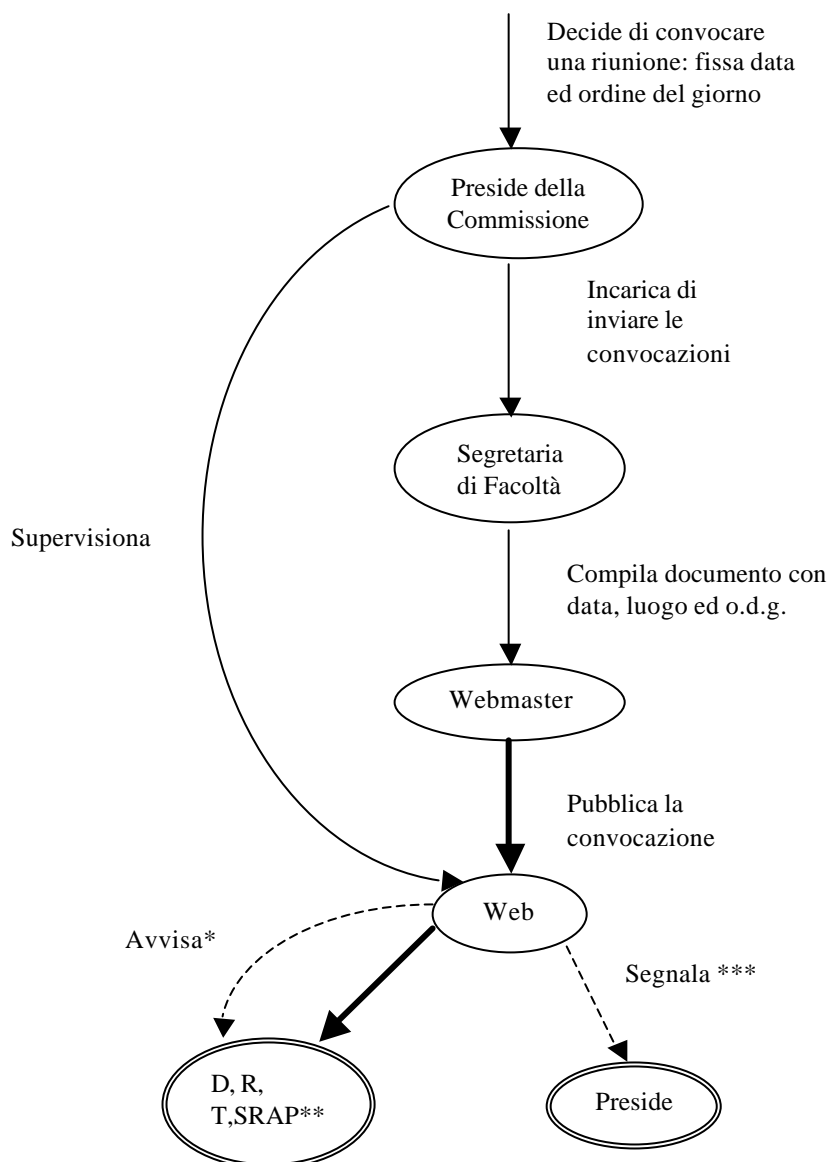 Decide di convocare
una riunione: fissa data
ed ordine del giorno
Preside della
Commissione
Incarica di
inviare le
convocazioni
Segretaria
di Facoltà
Supervisiona
Compila documento con
data, luogo ed o.d.g.
Webmaster
Pubblica la
convocazione
Web
Avvisa*
Segnala ***
D, R,
T,SRAP**
Preside